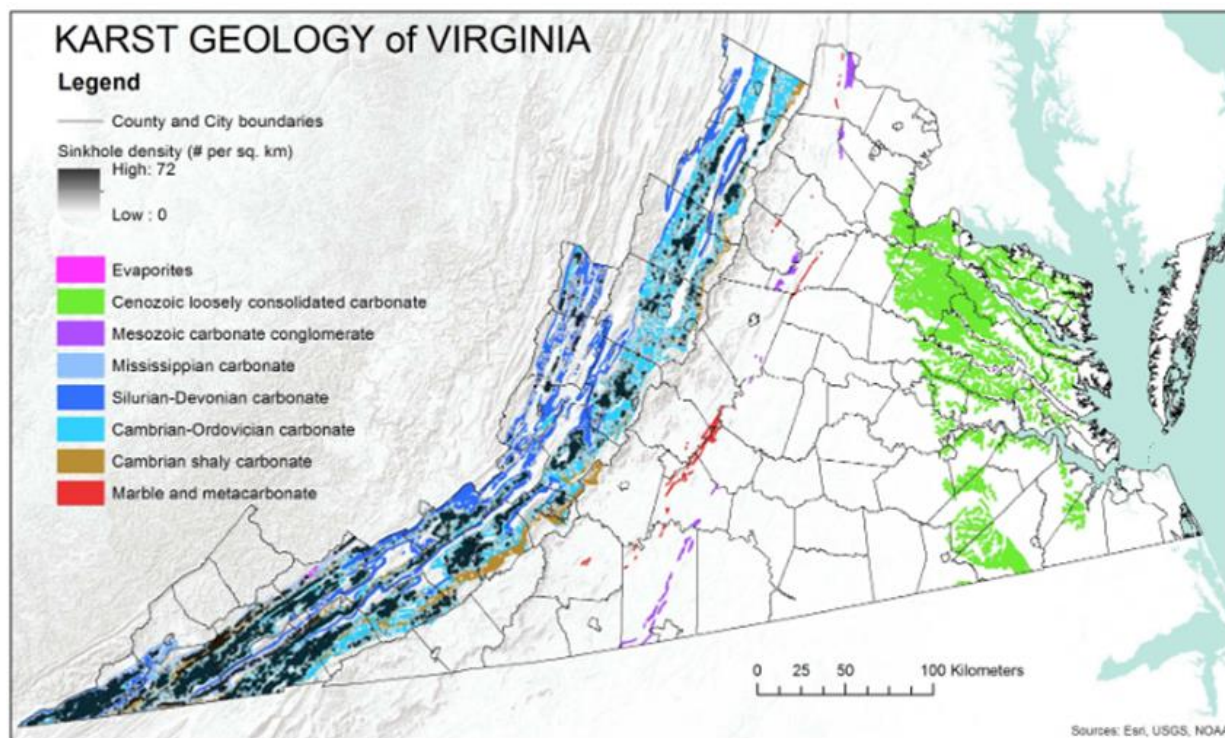 KARST GEOLOGY of VIRGINIA
Legend
County and City boundaries
Sinkhole density (# per sq. km)
High: 72
Low : 0
Evaporites
Cenozoic loosely consolidated carbonate
Mesozoic carbonate conglomerate
Mississippian carbonate
Silurian-Devonian carbonate
Cambrian-Ordovician carbonate
Cambrian shaly carbonate
Marble and metacarbonate
0 25 50 100 Kilometers
Sources: Esri, USGS, NOAA